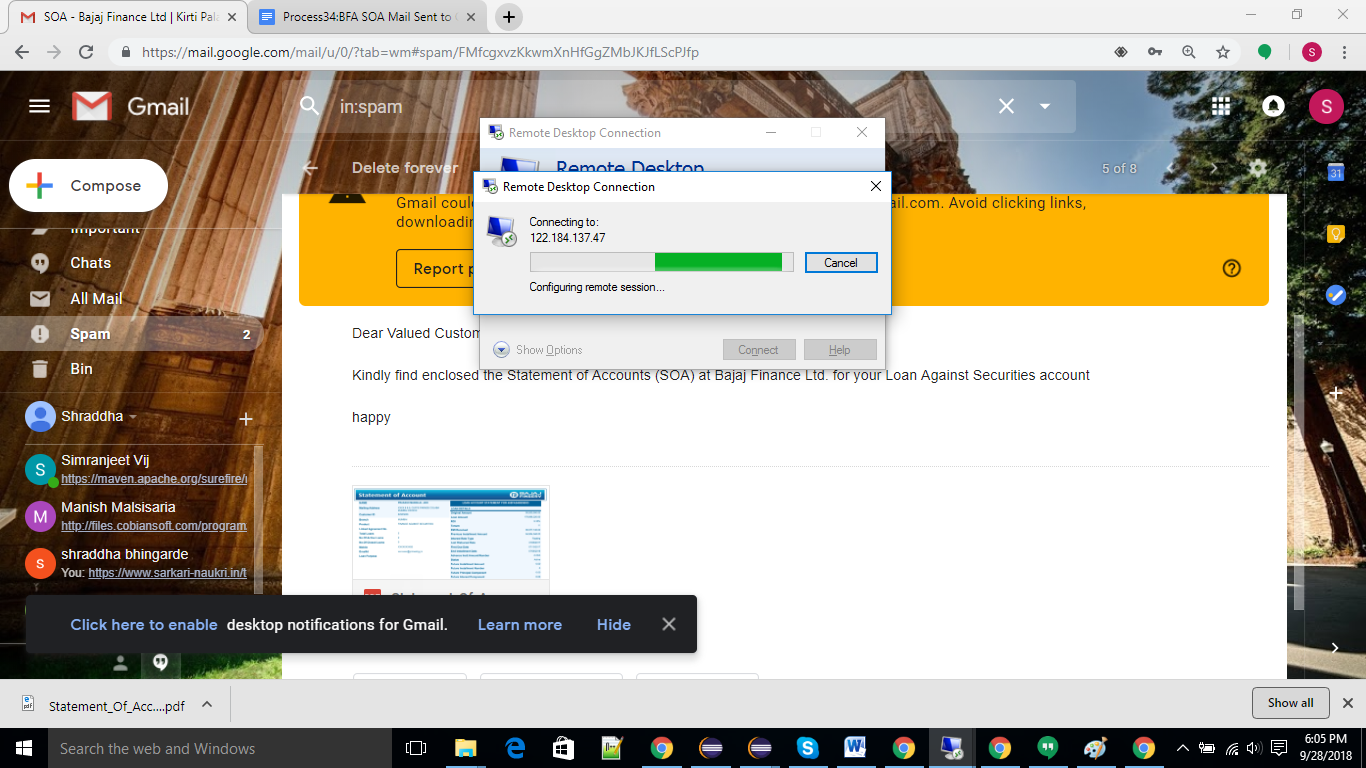 SOA - Bajaj Finance Ltd | Kirti Pala
Process34:BFA SOA Mail Sent to
https://mail.google.com/mail/u/0/?tab=wm#spam/FMfcgxvzKkwmXnHfGgZMbJKJfLScPJfp
S
Gmail
in:spam
S
Remote Desktop Connection
Remote Desktop
Delete forever
5 of 8
Compose
31
Remote Desktop Connection
Gmail coul
ail.com. Avoid clicking links,
downloadin
Connecting to:
122.184.137.47
Important
Report p
Cancel
Chats
Configuring remote session...
All Mail
Dear Valued Custom
Spam 2
Show Options
Connect
Help
Bin
Kindly find enclosed the Statement of Accounts (SOA) at Bajaj Finance Ltd. for your Loan Against Securities account
Shraddha
happy
S
Simranjeet Vij
https://maven.apache.org/surefire/
M
Manish Malsisaria
http://files.cobiansoft.com/program
Statement of Account
s
shraddha bhingarde
You: https://www.sarkari-naukri.in/t
Click here to enable desktop notifications for Gmail. Learn more Hide
Statement_Of_Acc....pdf
Show all
Search the web and Windows
6:05 PM
9/28/2018